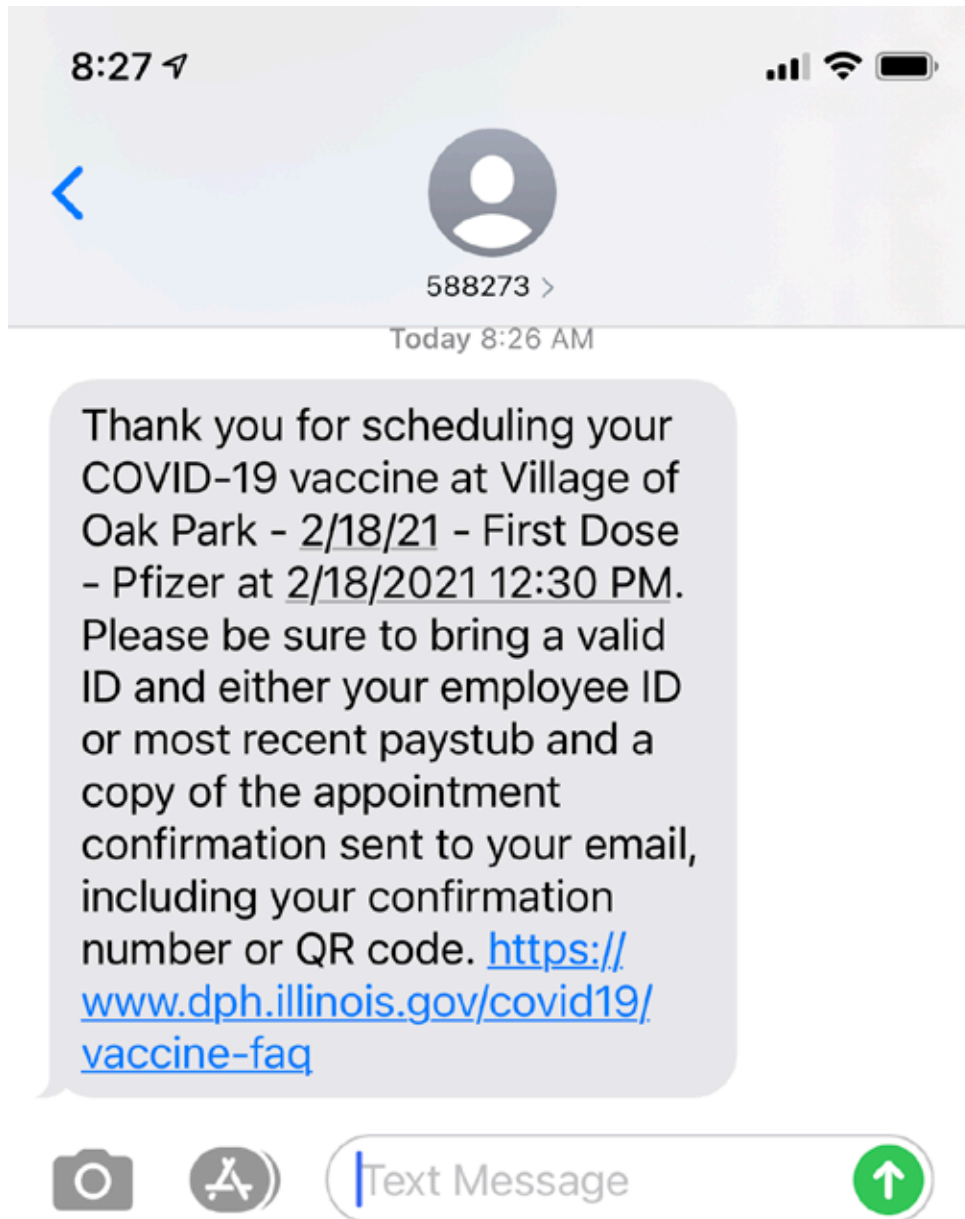 8:27
588273 >
Today 8:26 AM
Thank you for scheduling your
COVID-19 vaccine at Village of
Oak Park - 2/18/21 - First Dose
- Pfizer at 2/18/2021 12:30 PM.
Please be sure to bring a valid
ID and either your employee ID
or most recent paystub and a
copy of the appointment
confirmation sent to your email,
including your confirmation
number or QR code. https://
www.dph.illinois.gov/covid19/
vaccine-faq
Text Message